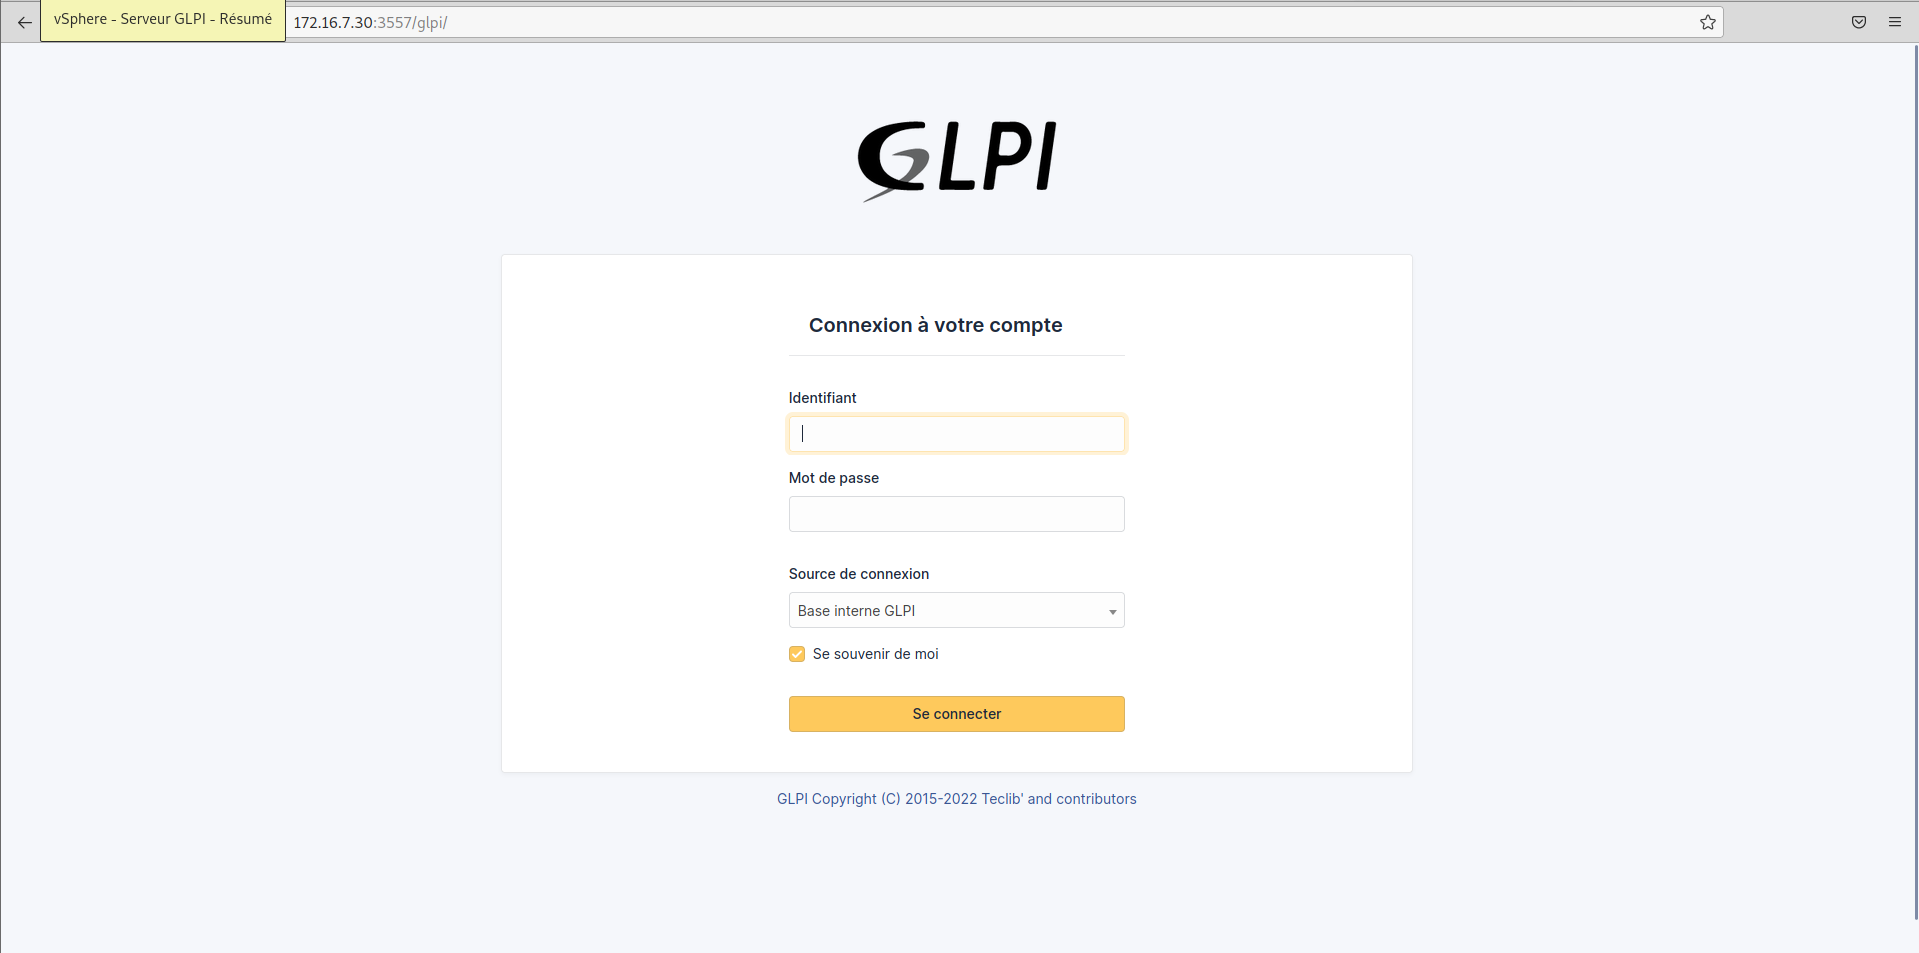 vSphere - Serveur GLPI - Résumé
172.16.7.30:3557/glpi/
GLPI
Connexion à votre compte
Identifiant
Mot de passe
Source de connexion
Base interne GLPI
Se souvenir de moi
Se connecter
GLPI Copyright (C) 2015-2022 Teclib' and contributors